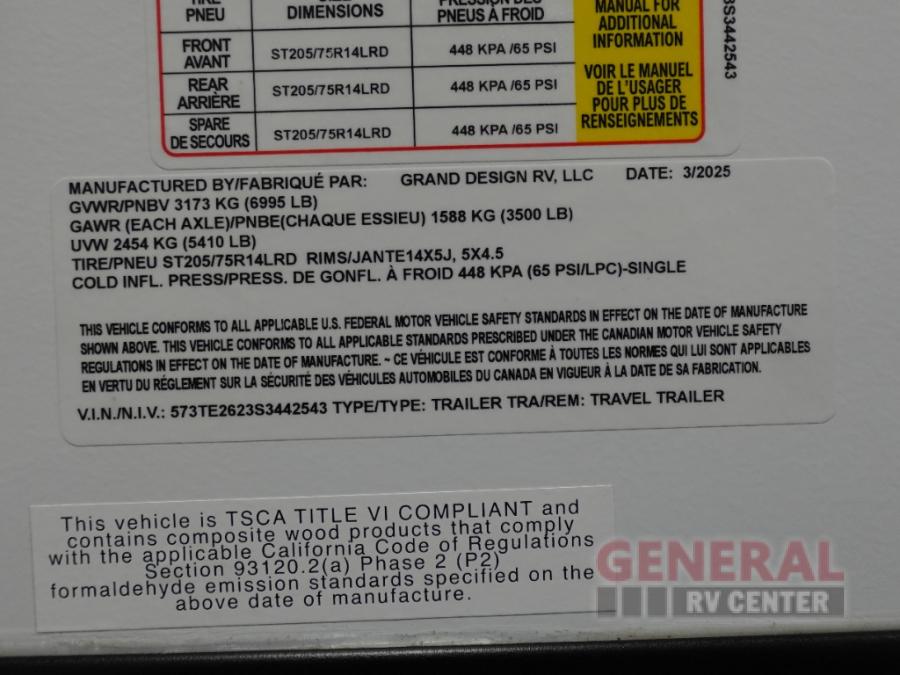 TIRE SIZE PRESSION DES MANUAL FOR
PNEU DIMENSIONS PNEUS À FROID ADDITIONAL
INFORMATION
FRONT
AVANT ST205/75R14LRD 448 KPA /65 PSI
REAR
ARRIÈRE ST205/75R14LRD 448 KPA /65 PSI
SPARE
DE SECOURS ST205/75R14LRD 448 KPA /65 PSI
VOIR LE MANUEL
DE L'USAGER
POUR PLUS DE
RENSEIGNEMENTS
3S3442543
MANUFACTURED BY/FABRIQUÉ PAR: GRAND DESIGN RV, LLC DATE: 3/2025
GVWR/PNBV 3173 KG (6995 LB)
GAWR (EACH AXLE)/PNBE(CHAQUE ESSIEU) 1588 KG (3500 LB)
UVW 2454 KG (5410 LB)
TIRE/PNEU ST205/75R14LRD RIMS/JANTE14X5J, 5X4.5
COLD INFL. PRESS/PRESS. DE GONFL. À FROID 448 KPA (65 PSI/LPC)-SINGLE
THIS VEHICLE CONFORMS TO ALL APPLICABLE U.S. FEDERAL MOTOR VEHICLE SAFETY STANDARDS IN EFFECT ON THE DATE OF MANUFACTURE
SHOWN ABOVE. THIS VEHICLE CONFORMS TO ALL APPLICABLE STANDARDS PRESCRIBED UNDER THE CANADIAN MOTOR VEHICLE SAFETY
REGULATIONS IN EFFECT ON THE DATE OF MANUFACTURE. ~ CE VÉHICULE EST CONFORME À TOUTES LES NORMES QUI LUI SONT APPLICABLES
EN VERTU DU RÉGLEMENT SUR LA SÉCURITÉ DES VÉHICULES AUTOMOBILES DU CANADA EN VIGUEUR À LA DATE DE SA FABRICATION.
V.I.N./N.I.V.: 573TE2623S3442543 TYPE/TYPE: TRAILER TRA/REM: TRAVEL TRAILER
This vehicle is TSCA TITLE VI COMPLIANT and
contains composite wood products that comply
with the applicable California Code of Regulations
Section 93120.2(a) Phase 2 (P2)
formaldehyde emission standards specified on the
above date of manufacture.
GENERAL
RV CENTER